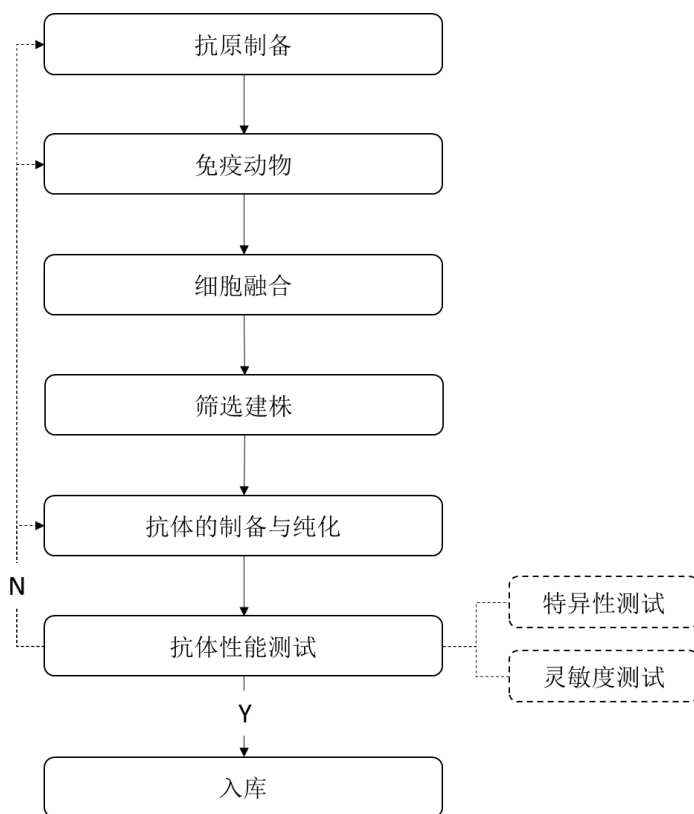 抗原制备
免疫动物
细胞融合
筛选建株
抗体的制备与纯化
N
特异性测试
抗体性能测试
灵敏度测试
Y
入库